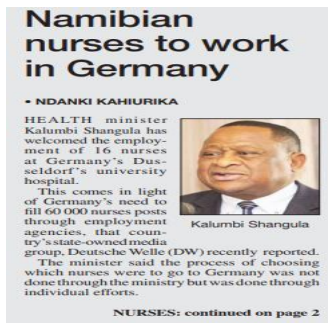 Namibian
nurses to work
in Germany
• NDANKI KAHIURIKA
HEALTH minister
Kalumbi Shangula has
welcomed the employ-
ment of 16 nurses
at Germany's Dus-
seldorf's university
hospital.
This comes in light
of Germany's need to
fill 60 000 nurses posts
through employment
agencies, that coun-
try's state-owned media
group, Deutsche Welle (DW) recently reported.
The minister said the process of choosing
which nurses were to go to Germany was not
done through the ministry but was done through
individual efforts.
Kalumbi Shangula
NURSES: continued on page 2